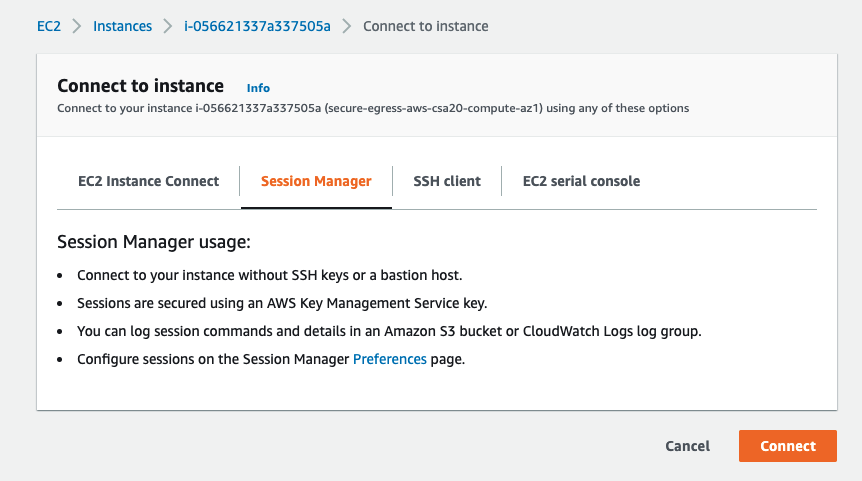 EC2 > Instances > i-056621337a337505a > Connect to instance
Connect to instance Info
Connect to your instance i-056621337a337505a (secure-egress-aws-csa20-compute-az1) using any of these options
EC2 Instance Connect Session Manager SSH client EC2 serial console
Session Manager usage:
• Connect to your instance without SSH keys or a bastion host.
• Sessions are secured using an AWS Key Management Service key.
• You can log session commands and details in an Amazon S3 bucket or CloudWatch Logs log group.
• Configure sessions on the Session Manager Preferences page.
Cancel Connect